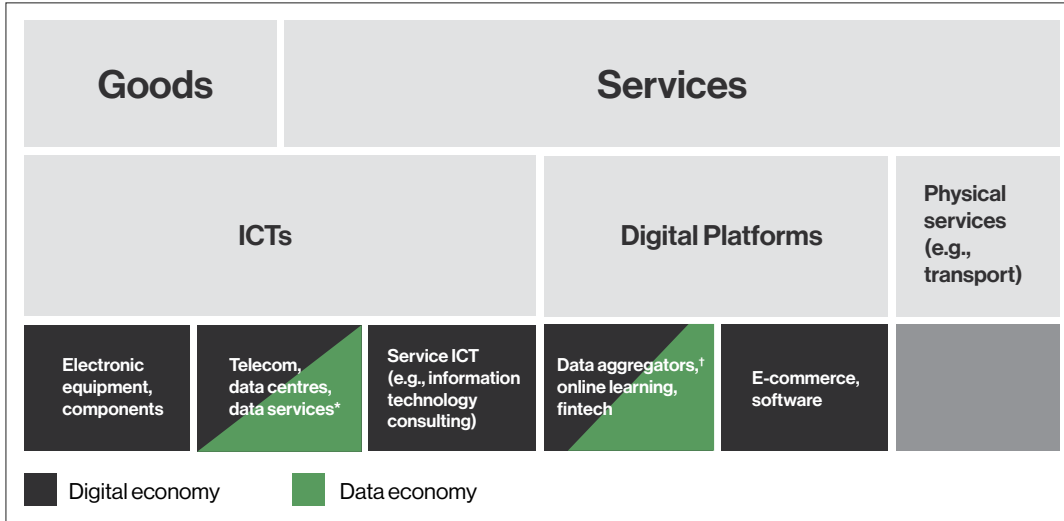 Goods
Services
ICTs
Digital Platforms
Physical
services
(e.g.,
transport)
Electronic
equipment,
components
Telecom,
data centres,
data services*
Service ICT
(e.g., information
technology
consulting)
Data aggregators,†
online learning,
fintech
E-commerce,
software
Digital economy
Data economy